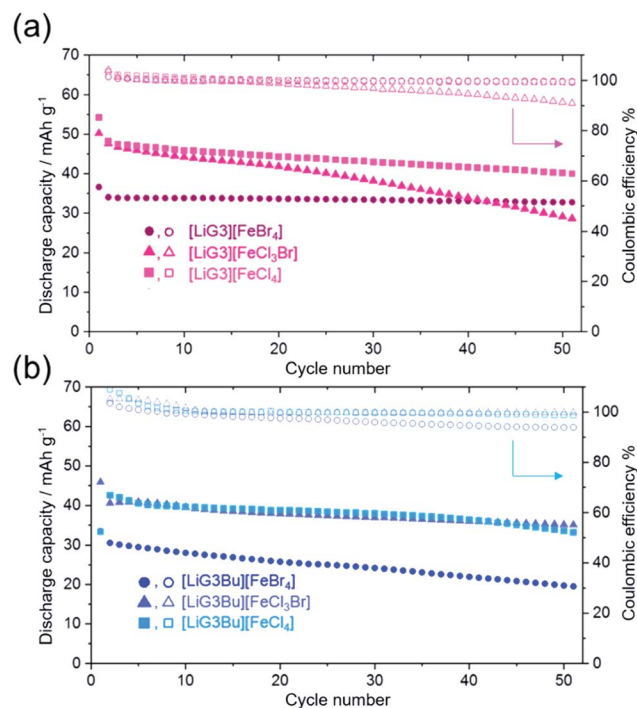 (a)
Discharge capacity / mAh g⁻¹
70
60
50
40
30
20
10
0
100
80
60
40
20
0
Coulombic efficiency %
, [LiG3][FeBr₄]
, [LiG3][FeCl₃Br]
, [LiG3][FeCl₄]
0 10 20 30 40 50
Cycle number
(b)
Discharge capacity / mAh g⁻¹
70
60
50
40
30
20
10
0
100
80
60
40
20
0
Coulombic efficiency %
, [LiG3Bu][FeBr₄]
, [LiG3Bu][FeCl₃Br]
, [LiG3Bu][FeCl₄]
0 10 20 30 40 50
Cycle number